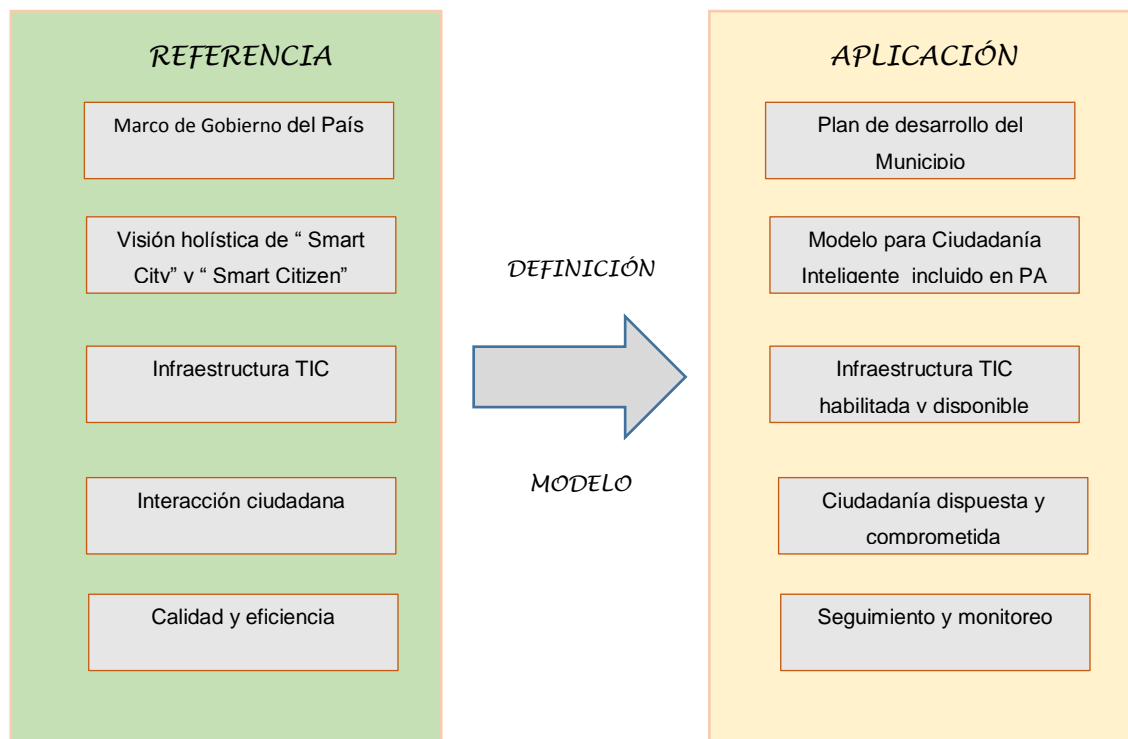 REFERENCIA
Marco de Gobierno del País
Visión holística de “ Smart
City” y “ Smart Citizen”
Infraestructura TIC
Interacción ciudadana
Calidad y eficiencia
DEFINICIÓN
MODELO
APLICACIÓN
Plan de desarrollo del
Municipio
Modelo para Ciudadanía
Inteligente incluido en PA
Infraestructura TIC
habilitada y disponible
Ciudadanía dispuesta y
comprometida
Seguimiento y monitoreo